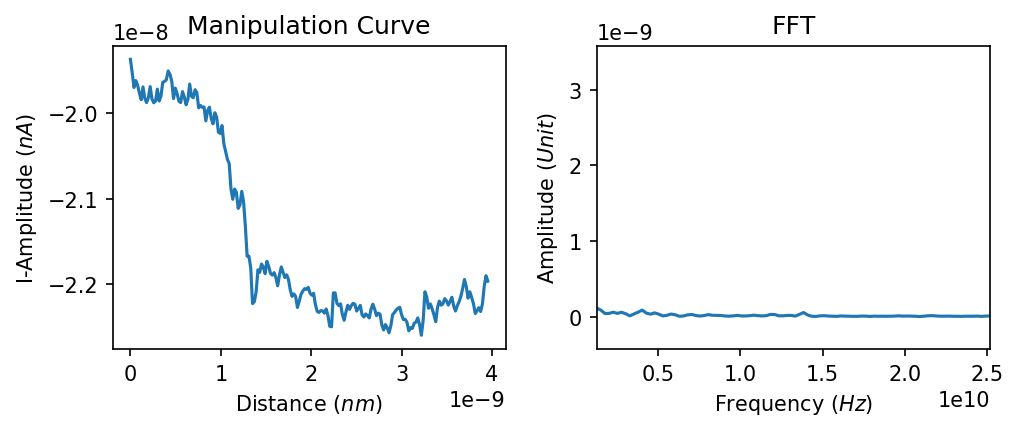 Manipulation Curve
1e−8
−2.0
−2.1
−2.2
I-Amplitude (nA)
0
1
2
3
4
1e−9
Distance (nm)
FFT
1e−9
3
2
1
0
Amplitude (Unit)
0.5
1.0
1.5
2.0
2.5
1e10
Frequency (Hz)